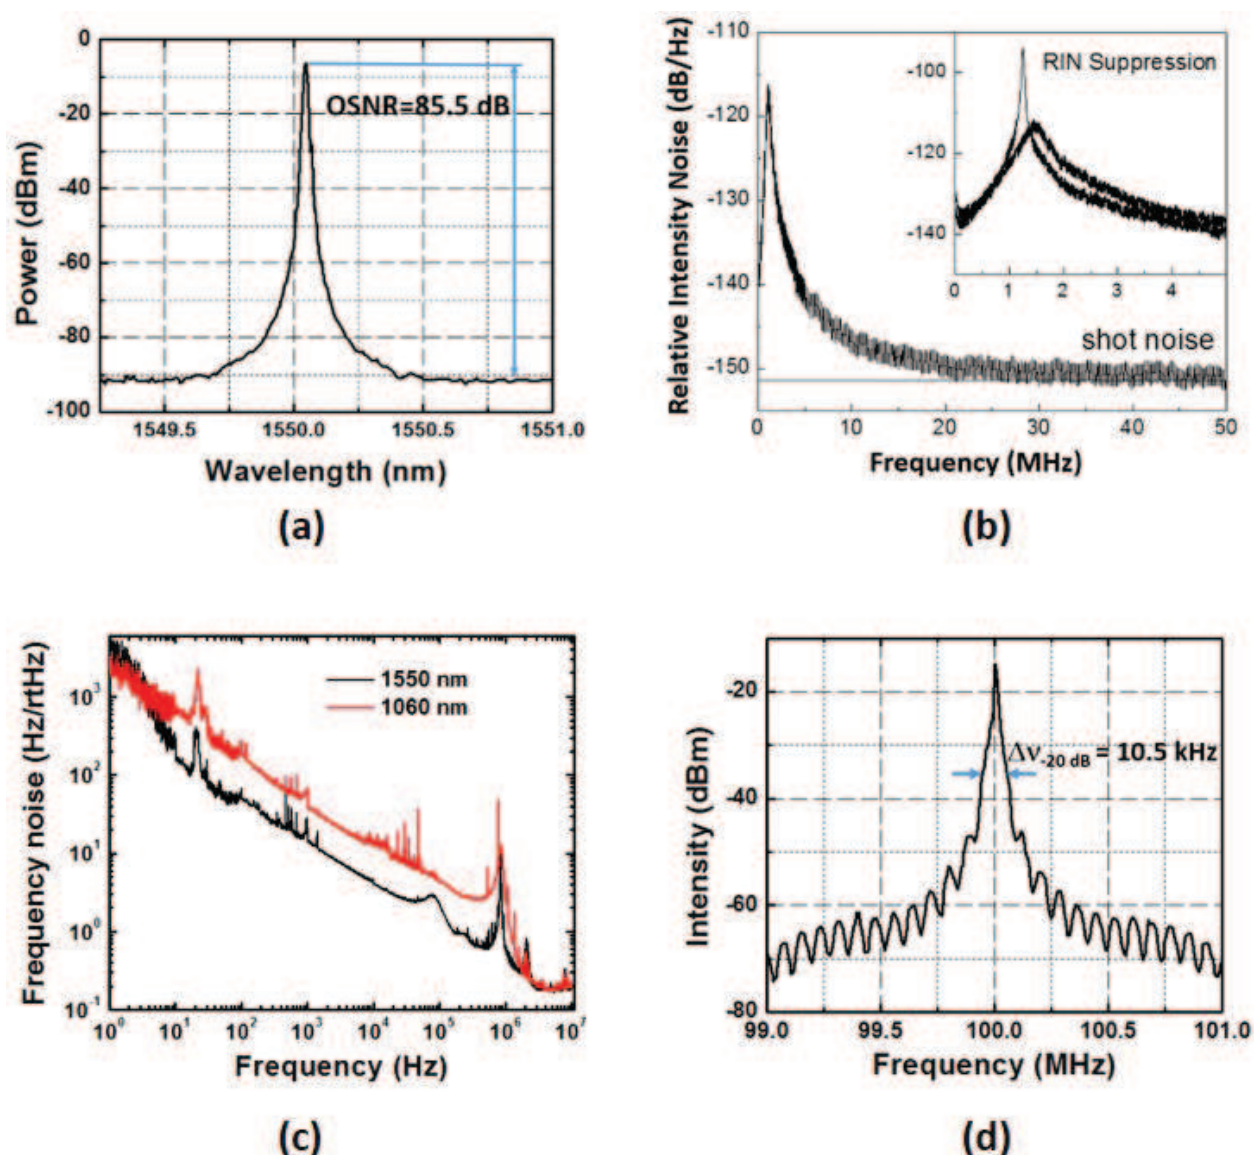 0
-20
-40
-60
-80
-100
Power (dBm)
OSNR=85.5 dB
1549.5 1550.0 1550.5 1551.0
Wavelength (nm)
(a)
-110
-120
-130
-140
-150
Relative Intensity Noise (dB/Hz)
RIN Suppression
-100
-120
-140
0 1 2 3 4
shot noise
0 10 20 30 40 50
Frequency (MHz)
(b)
10³
10²
10¹
10⁰
10⁻¹
Frequency noise (Hz/rtHz)
1550 nm
1060 nm
10⁰ 10¹ 10² 10³ 10⁴ 10⁵ 10⁶ 10⁷
Frequency (Hz)
(c)
-20
-40
-60
-80
Intensity (dBm)
Δν-20 dB = 10.5 kHz
99.0 99.5 100.0 100.5 101.0
Frequency (MHz)
(d)